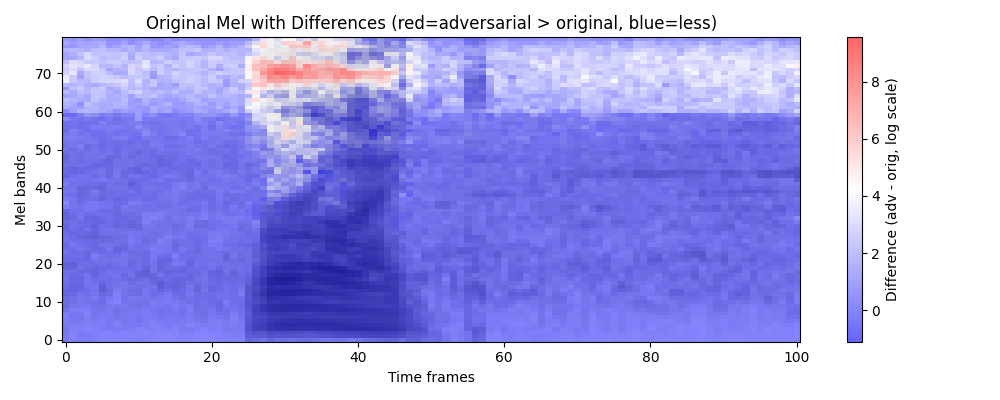 Original Mel with Differences (red=adversarial > original, blue=less)
70
60
50
40
30
20
10
0
Mel bands
0 20 40 60 80 100
Time frames
8
6
4
2
0
Difference (adv - orig, log scale)